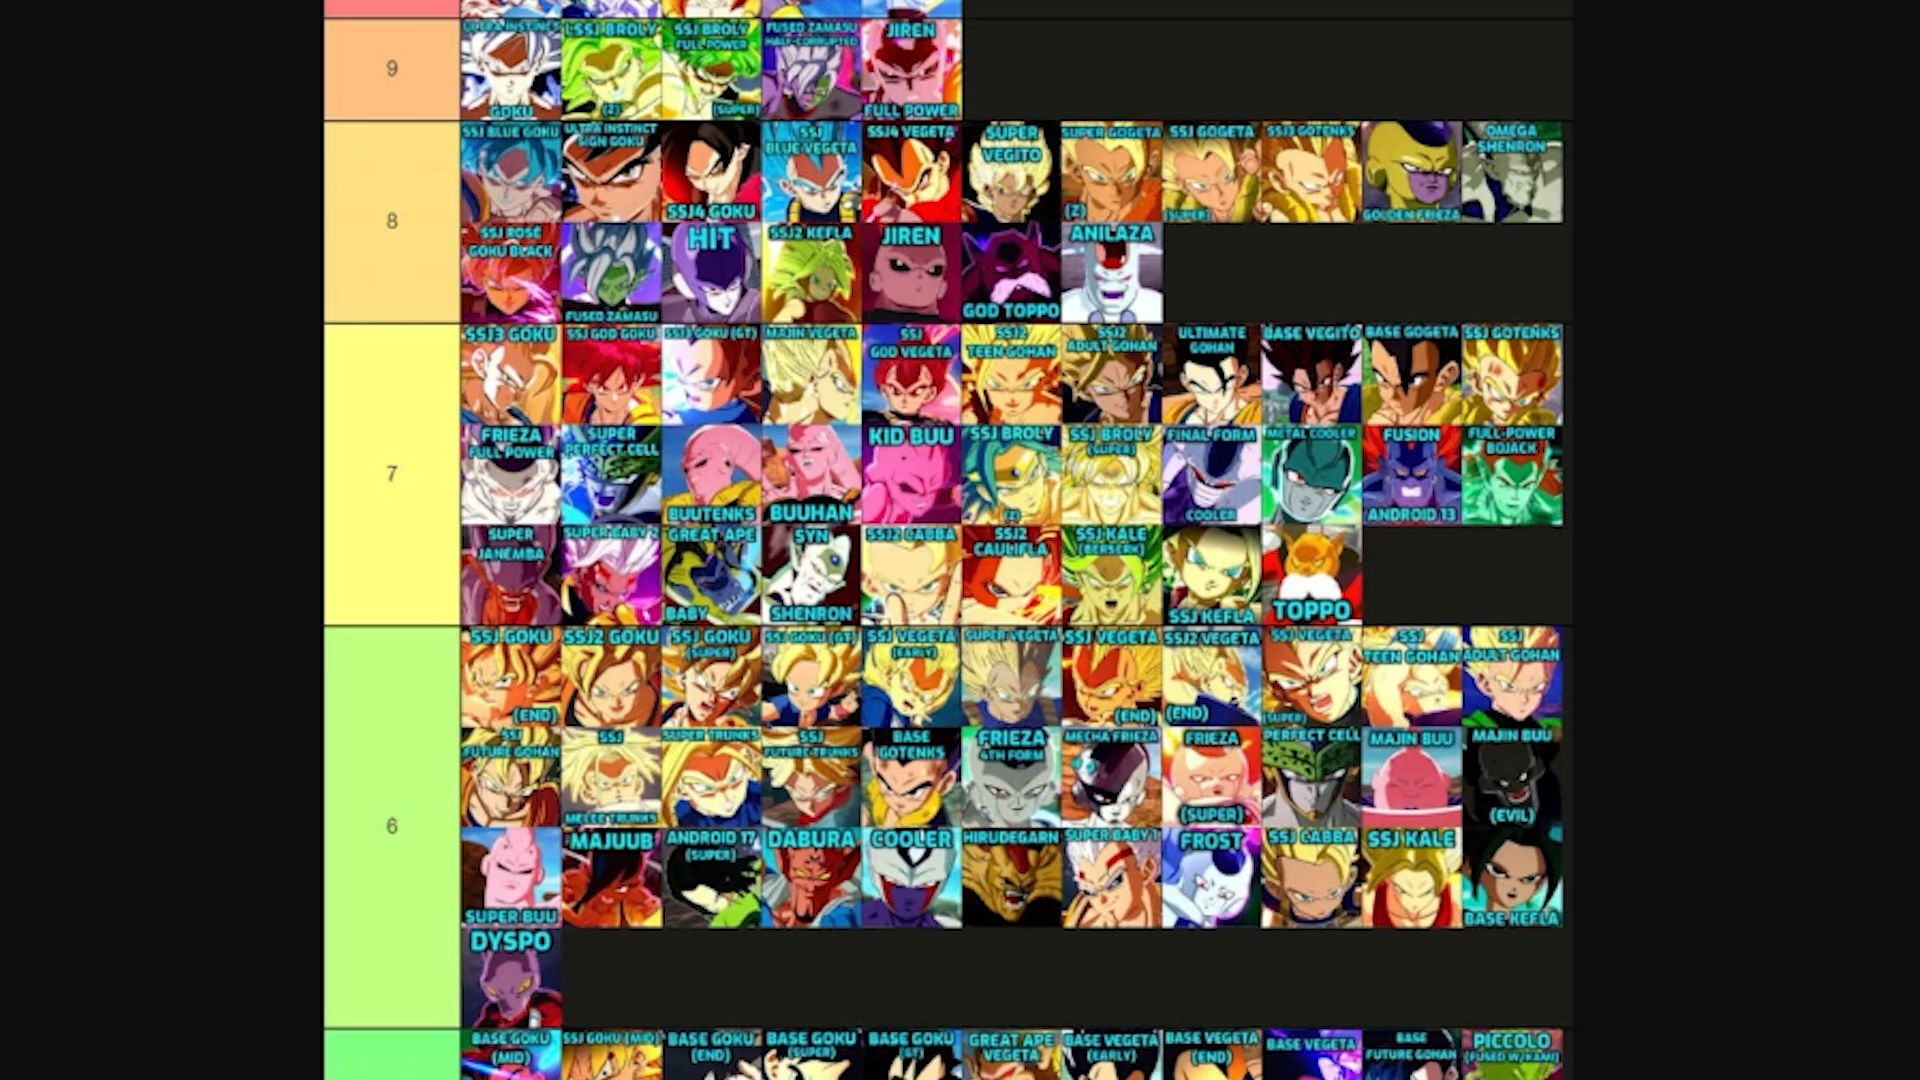 9
ULTRA INSTINCT
GOKU
LSSJ BROLY
(Z)
SSJ BROLY
FULL POWER
(SUPER)
FUSED ZAMASU
HALF-CORRUPTED
JIREN
FULL POWER
8
SSJ BLUE GOKU
ULTRA INSTINCT
SIGN GOKU
SSJ4 GOKU
SSJ
BLUE VEGETA
SSJ4 VEGETA
SUPER
VEGITO
SUPER GOGETA
(Z)
SSJ GOGETA
(SUPER)
SSJ3 GOTENKS
GOLDEN FRIEZA
OMEGA
SHENRON
SSJ ROSÉ
GOKU BLACK
FUSED ZAMASU
HIT
SSJ2 KEFLA
JIREN
GOD TOPPO
ANILAZA
7
SSJ3 GOKU
SSJ GOD GOKU
SSJ3 GOKU (GT)
MAJIN VEGETA
SSJ
GOD VEGETA
SSJ2
TEEN GOHAN
SSJ2
ADULT GOHAN
ULTIMATE
GOHAN
BASE VEGITO
BASE GOGETA
SSJ GOTENKS
FRIEZA
FULL POWER
SUPER
PERFECT CELL
BUUTENKS
BUUHAN
KID BUU
SSJ BROLY
(Z)
SSJ BROLY
(SUPER)
FINAL FORM
COOLER
METAL COOLER
FUSION
ANDROID 13
FULL POWER
BOJACK
SUPER
JANEMBA
SUPER BABY 2
GREAT APE
BABY
SYN
SHENRON
SSJ2 CABBA
SSJ2
CAULIFLA
SSJ KALE
(BERSERK)
SSJ KEFLA
TOPPO
6
SSJ GOKU
(END)
SSJ2 GOKU
SSJ GOKU
(SUPER)
SSJ GOKU (GT)
SSJ VEGETA
(EARLY)
SUPER VEGETA
SSJ VEGETA
(END)
SSJ2 VEGETA
(END)
SSJ VEGETA
(SUPER)
SSJ
TEEN GOHAN
SSJ
ADULT GOHAN
SSJ
FUTURE GOHAN
SSJ
MELEE TRUNKS
SUPER TRUNKS
SSJ
FUTURE TRUNKS
BASE
GOTENKS
FRIEZA
4TH FORM
MECHA FRIEZA
FRIEZA
(SUPER)
PERFECT CELL
MAJIN BUU
MAJIN BUU
(EVIL)
SUPER BUU
MAJUUB
ANDROID 17
(SUPER)
DABURA
COOLER
HIRUDEGARN
SUPER BABY 1
FROST
SSJ CABBA
SSJ KALE
BASE KEFLA
DYSPO
BASE GOKU
(MID)
SSJ GOKU (MID)
BASE GOKU
(END)
BASE GOKU
(SUPER)
BASE GOKU
(GT)
GREAT APE
VEGETA
BASE VEGETA
(EARLY)
BASE VEGETA
(END)
BASE VEGETA
BASE
FUTURE GOHAN
PICCOLO
(FUSED W/KAMI)